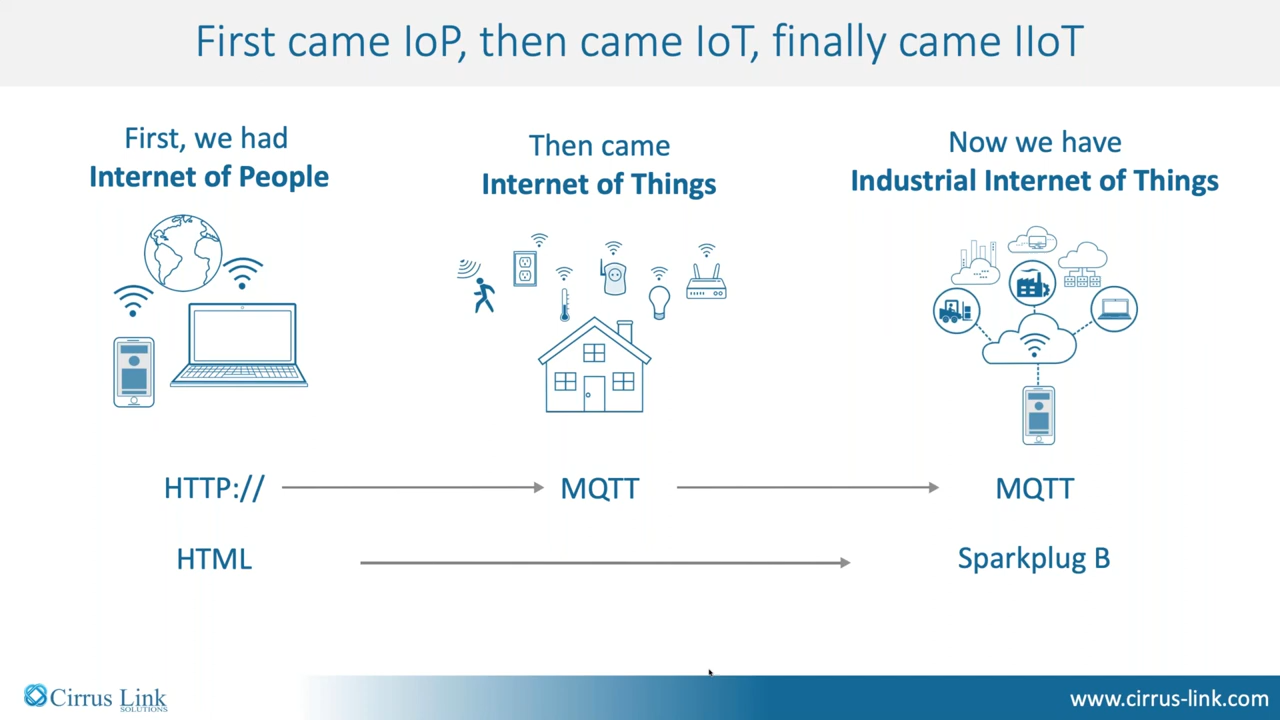 First came IoP, then came IoT, finally came IIoT
First, we had
Internet of People
Then came
Internet of Things
Now we have
Industrial Internet of Things
HTTP://
MQTT
MQTT
HTML
Sparkplug B
Cirrus Link
SOLUTIONS
www.cirrus-link.com